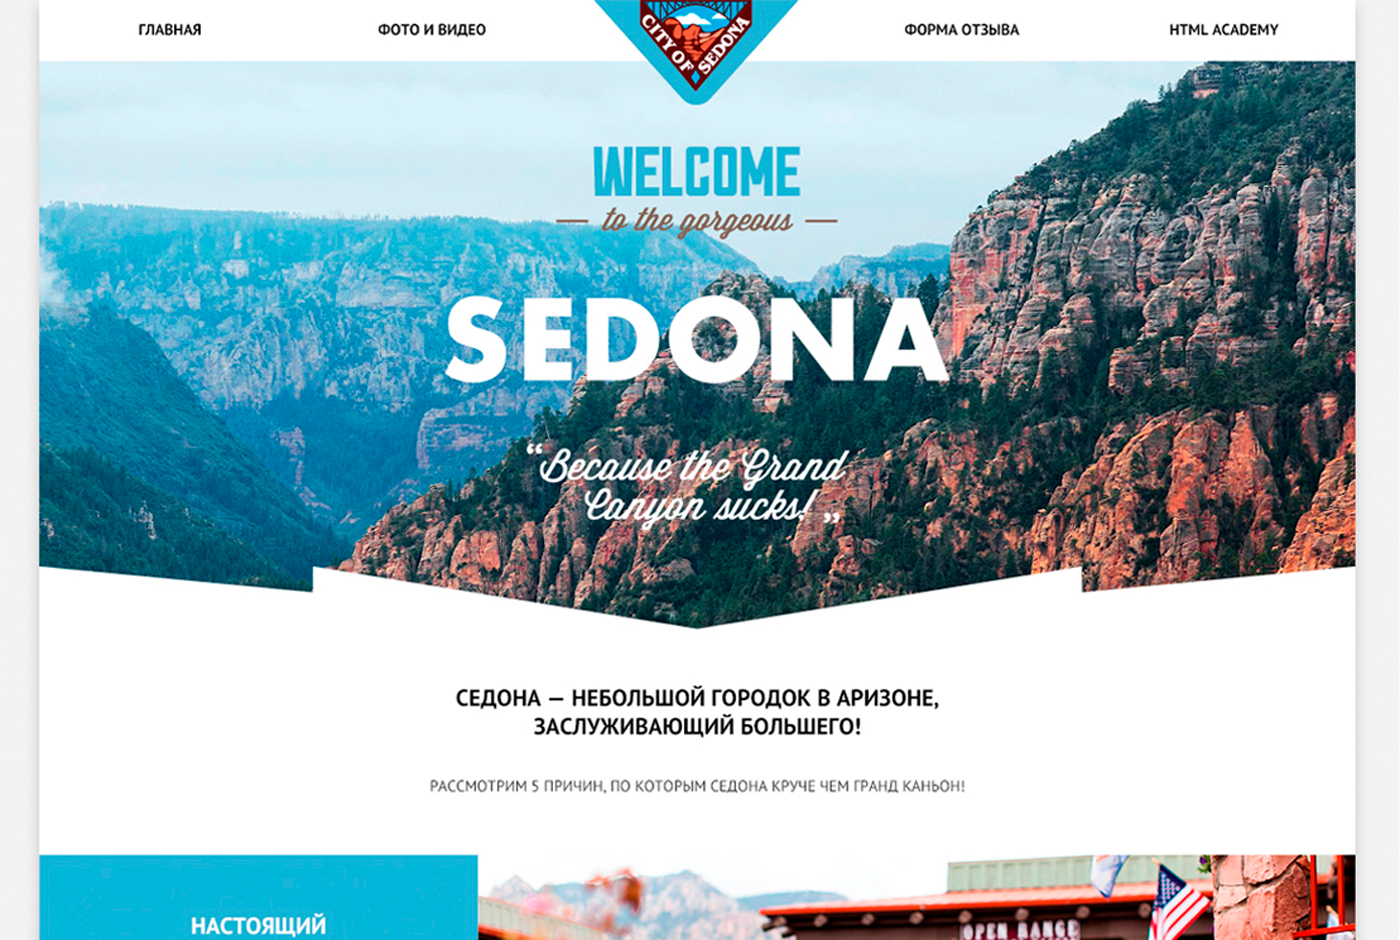 ГЛАВНАЯ
ФОТО И ВИДЕО
CITY OF SEDONA
ФОРМА ОТЗЫВА
HTML ACADEMY
WELCOME
to the gorgeous
SEDONA
“Because the Grand
Canyon sucks!„
СЕДОНА — НЕБОЛЬШОЙ ГОРОДОК В АРИЗОНЕ,
ЗАСЛУЖИВАЮЩИЙ БОЛЬШЕГО!
РАССМОТРИМ 5 ПРИЧИН, ПО КОТОРЫМ СЕДОНА КРУЧЕ ЧЕМ ГРАНД КАНЬОН!
НАСТОЯЩИЙ
OPEN RANGE